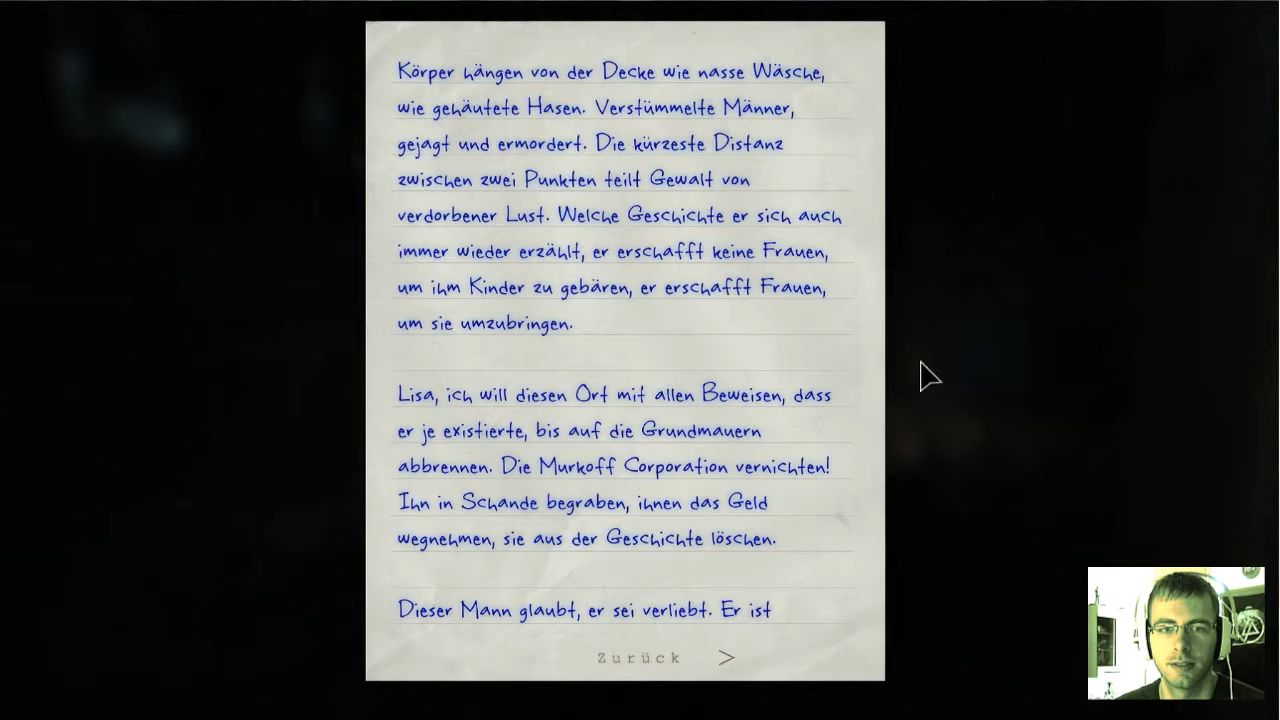 Körper hängen von der Decke wie nasse Wäsche,
wie gehäutete Hasen. Verstümmelte Männer,
gejagt und ermordert. Die kürzeste Distanz
zwischen zwei Punkten teilt Gewalt von
verdorbener Lust. Welche Geschichte er sich auch
immer wieder erzählt, er erschafft keine Frauen,
um ihm Kinder zu gebären, er erschafft Frauen,
um sie umzubringen.
Lisa, ich will diesen Ort mit allen Beweisen, dass
er je existierte, bis auf die Grundmauern
abbrennen. Die Murkoff Corporation vernichten!
Ihn in Schande begraben, ihnen das Geld
wegnehmen, sie aus der Geschichte löschen.
Dieser Mann glaubt, er sei verliebt. Er ist
Zurück >